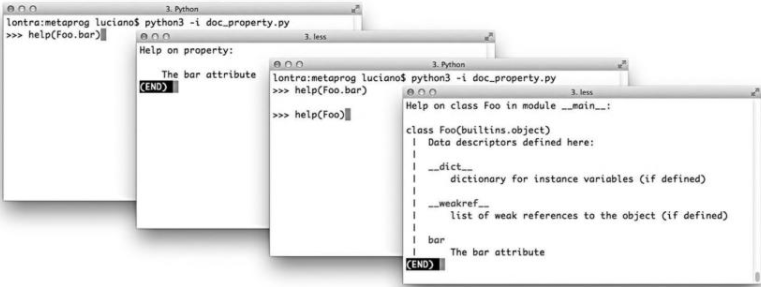 3. Python
lontra:metaprog luciano$ python3 -i doc_property.py
>>> help(Foo.bar)
3. less
Help on property:
The bar attribute
(END)
3. Python
lontra:metaprog luciano$ python3 -i doc_property.py
>>> help(Foo.bar)
>>> help(Foo)
3. less
Help on class Foo in module __main__:
class Foo(builtins.object)
| Data descriptors defined here:
|
| __dict__
| dictionary for instance variables (if defined)
|
| __weakref__
| list of weak references to the object (if defined)
|
| bar
| The bar attribute
(END)